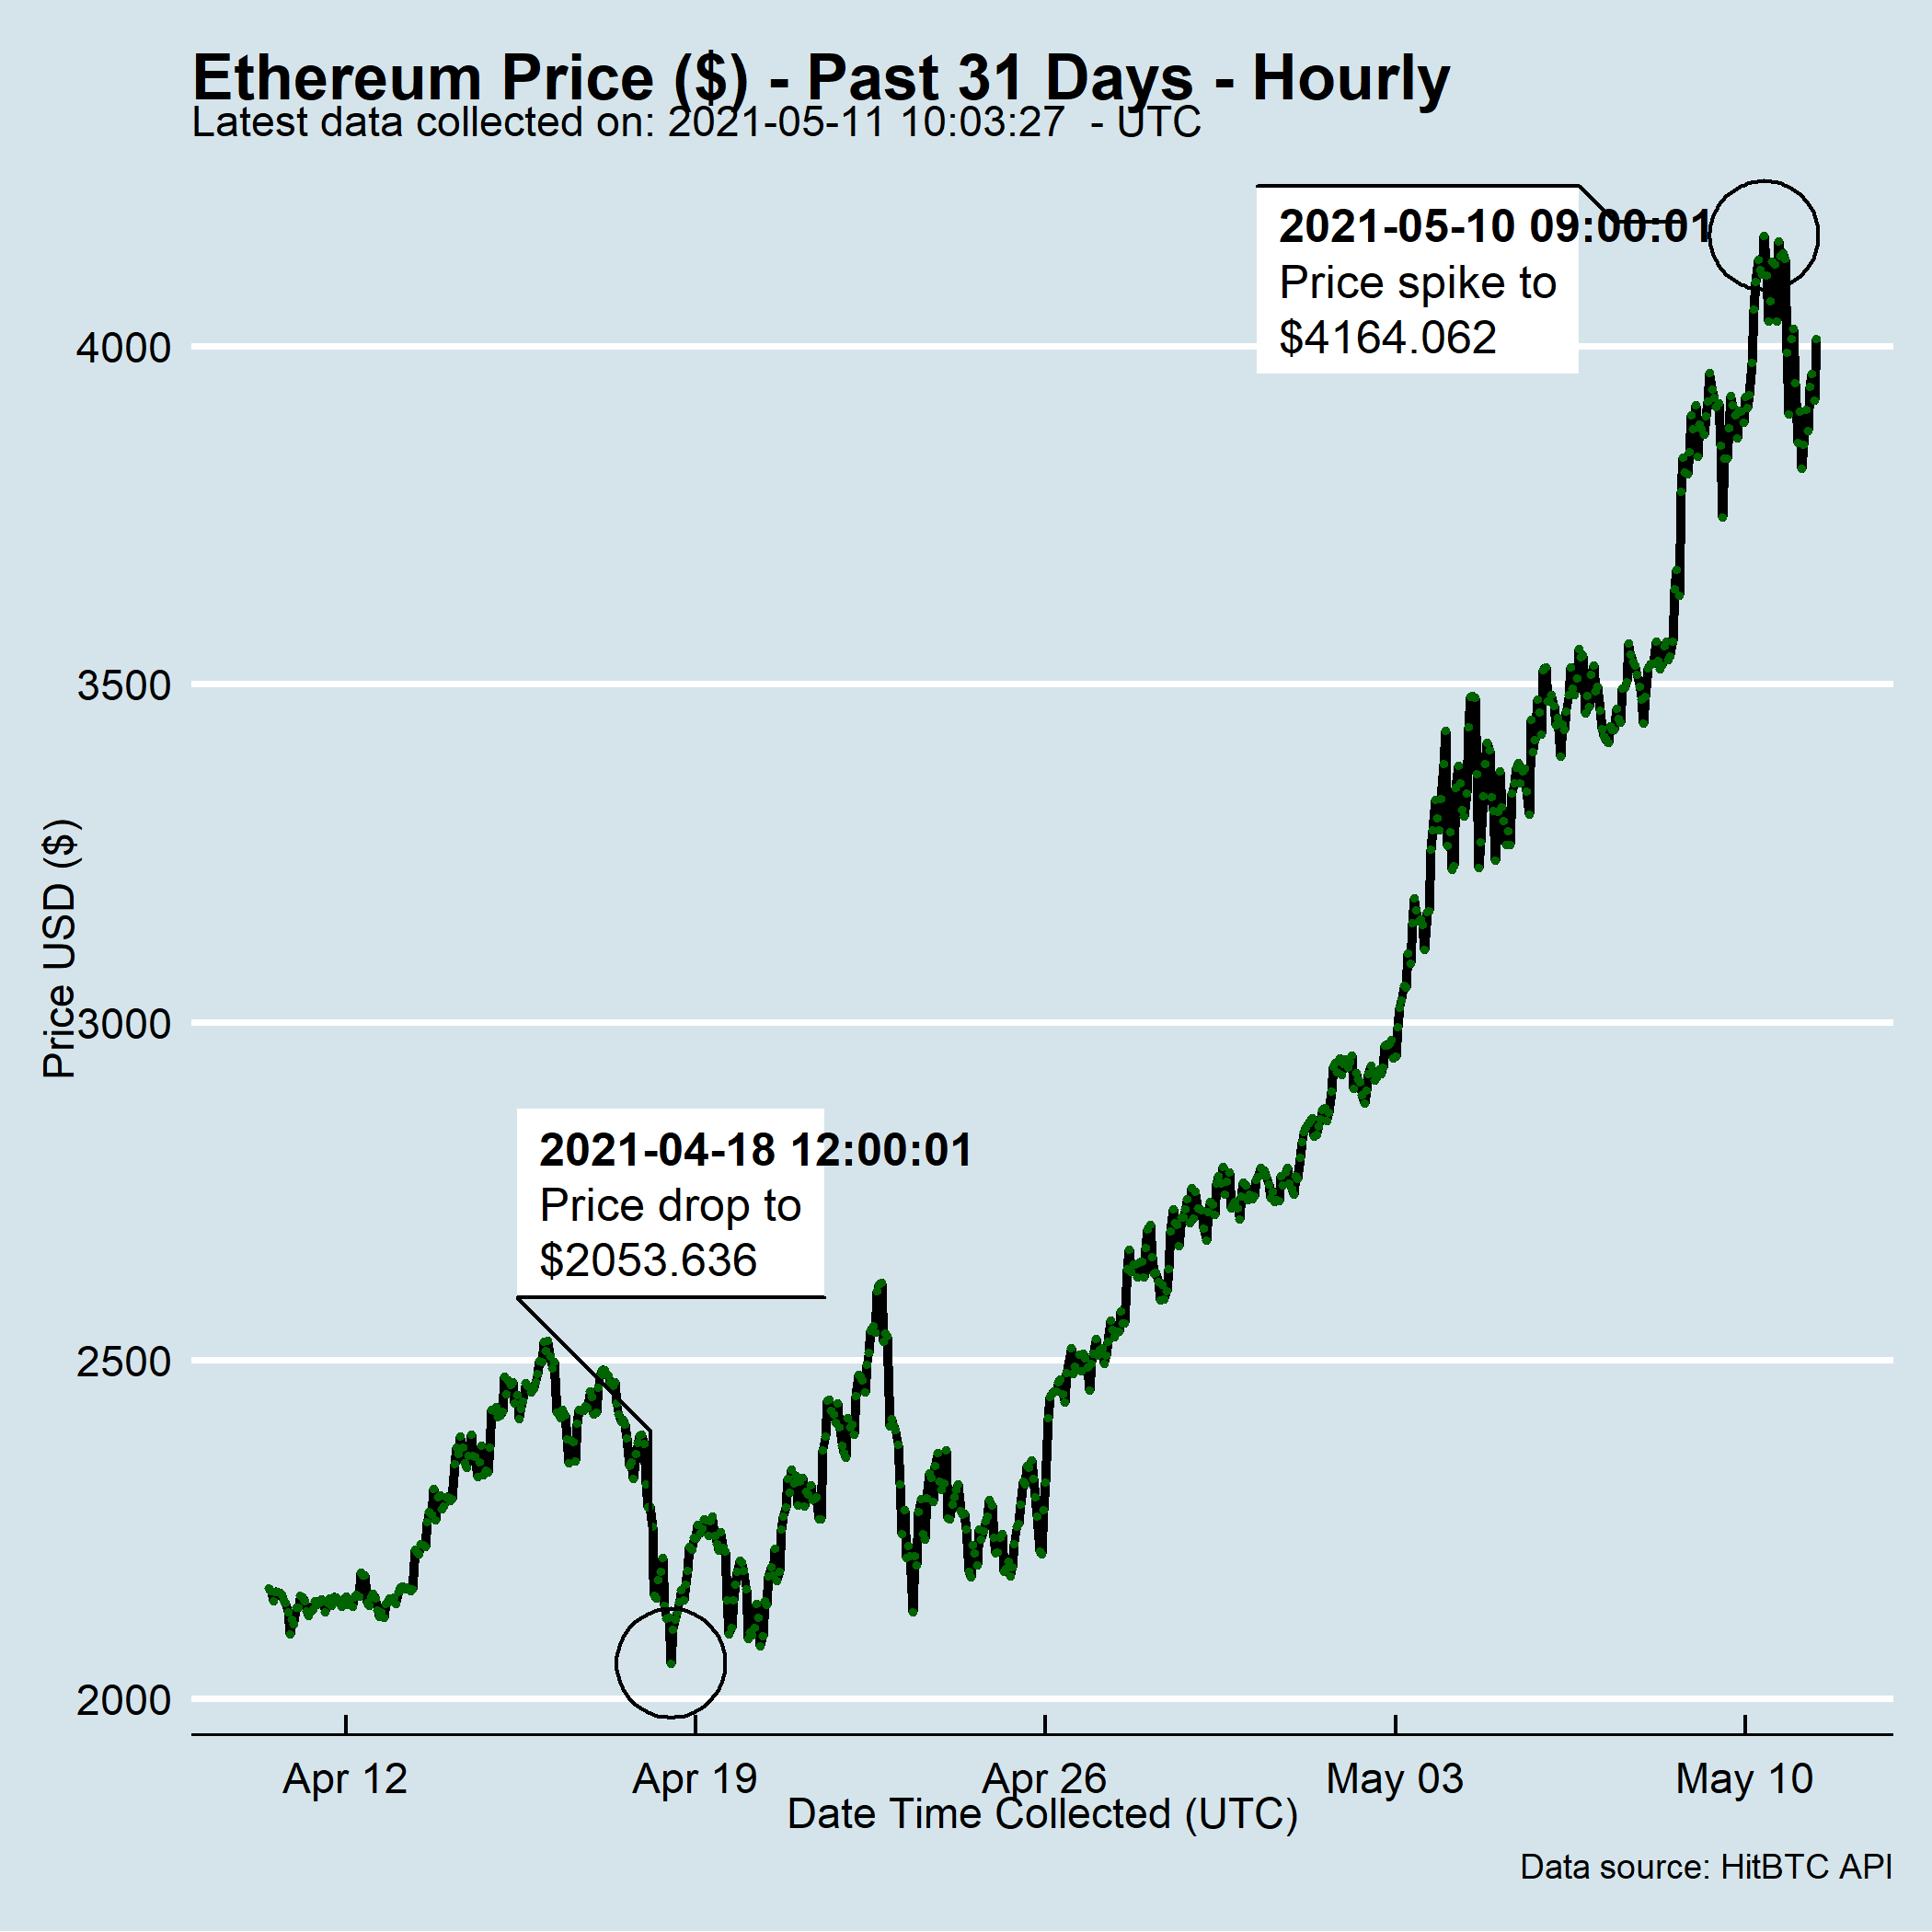 Ethereum Price ($) - Past 31 Days - Hourly
Latest data collected on: 2021-05-11 10:03:27  - UTC
2021-05-10 09:00:01
Price spike to
$4164.062
4000
3500
Price USD ($)
3000
2021-04-18 12:00:01
Price drop to
$2053.636
2500
2000
Apr 12
Apr 19
Apr 26
May 03
May 10
Date Time Collected (UTC)
Data source: HitBTC API